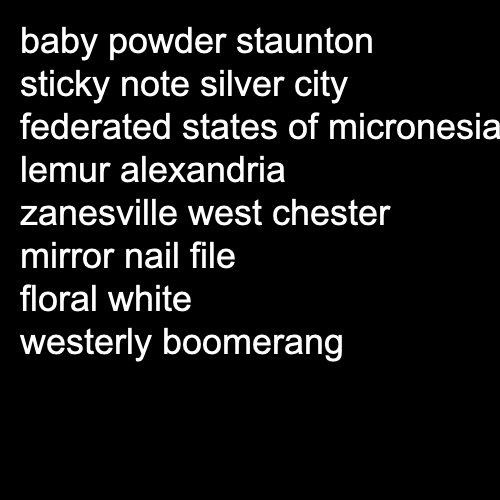 baby powder staunton
sticky note silver city
federated states of micronesia
lemur alexandria
zanesville west chester
mirror nail file
floral white
westerly boomerang